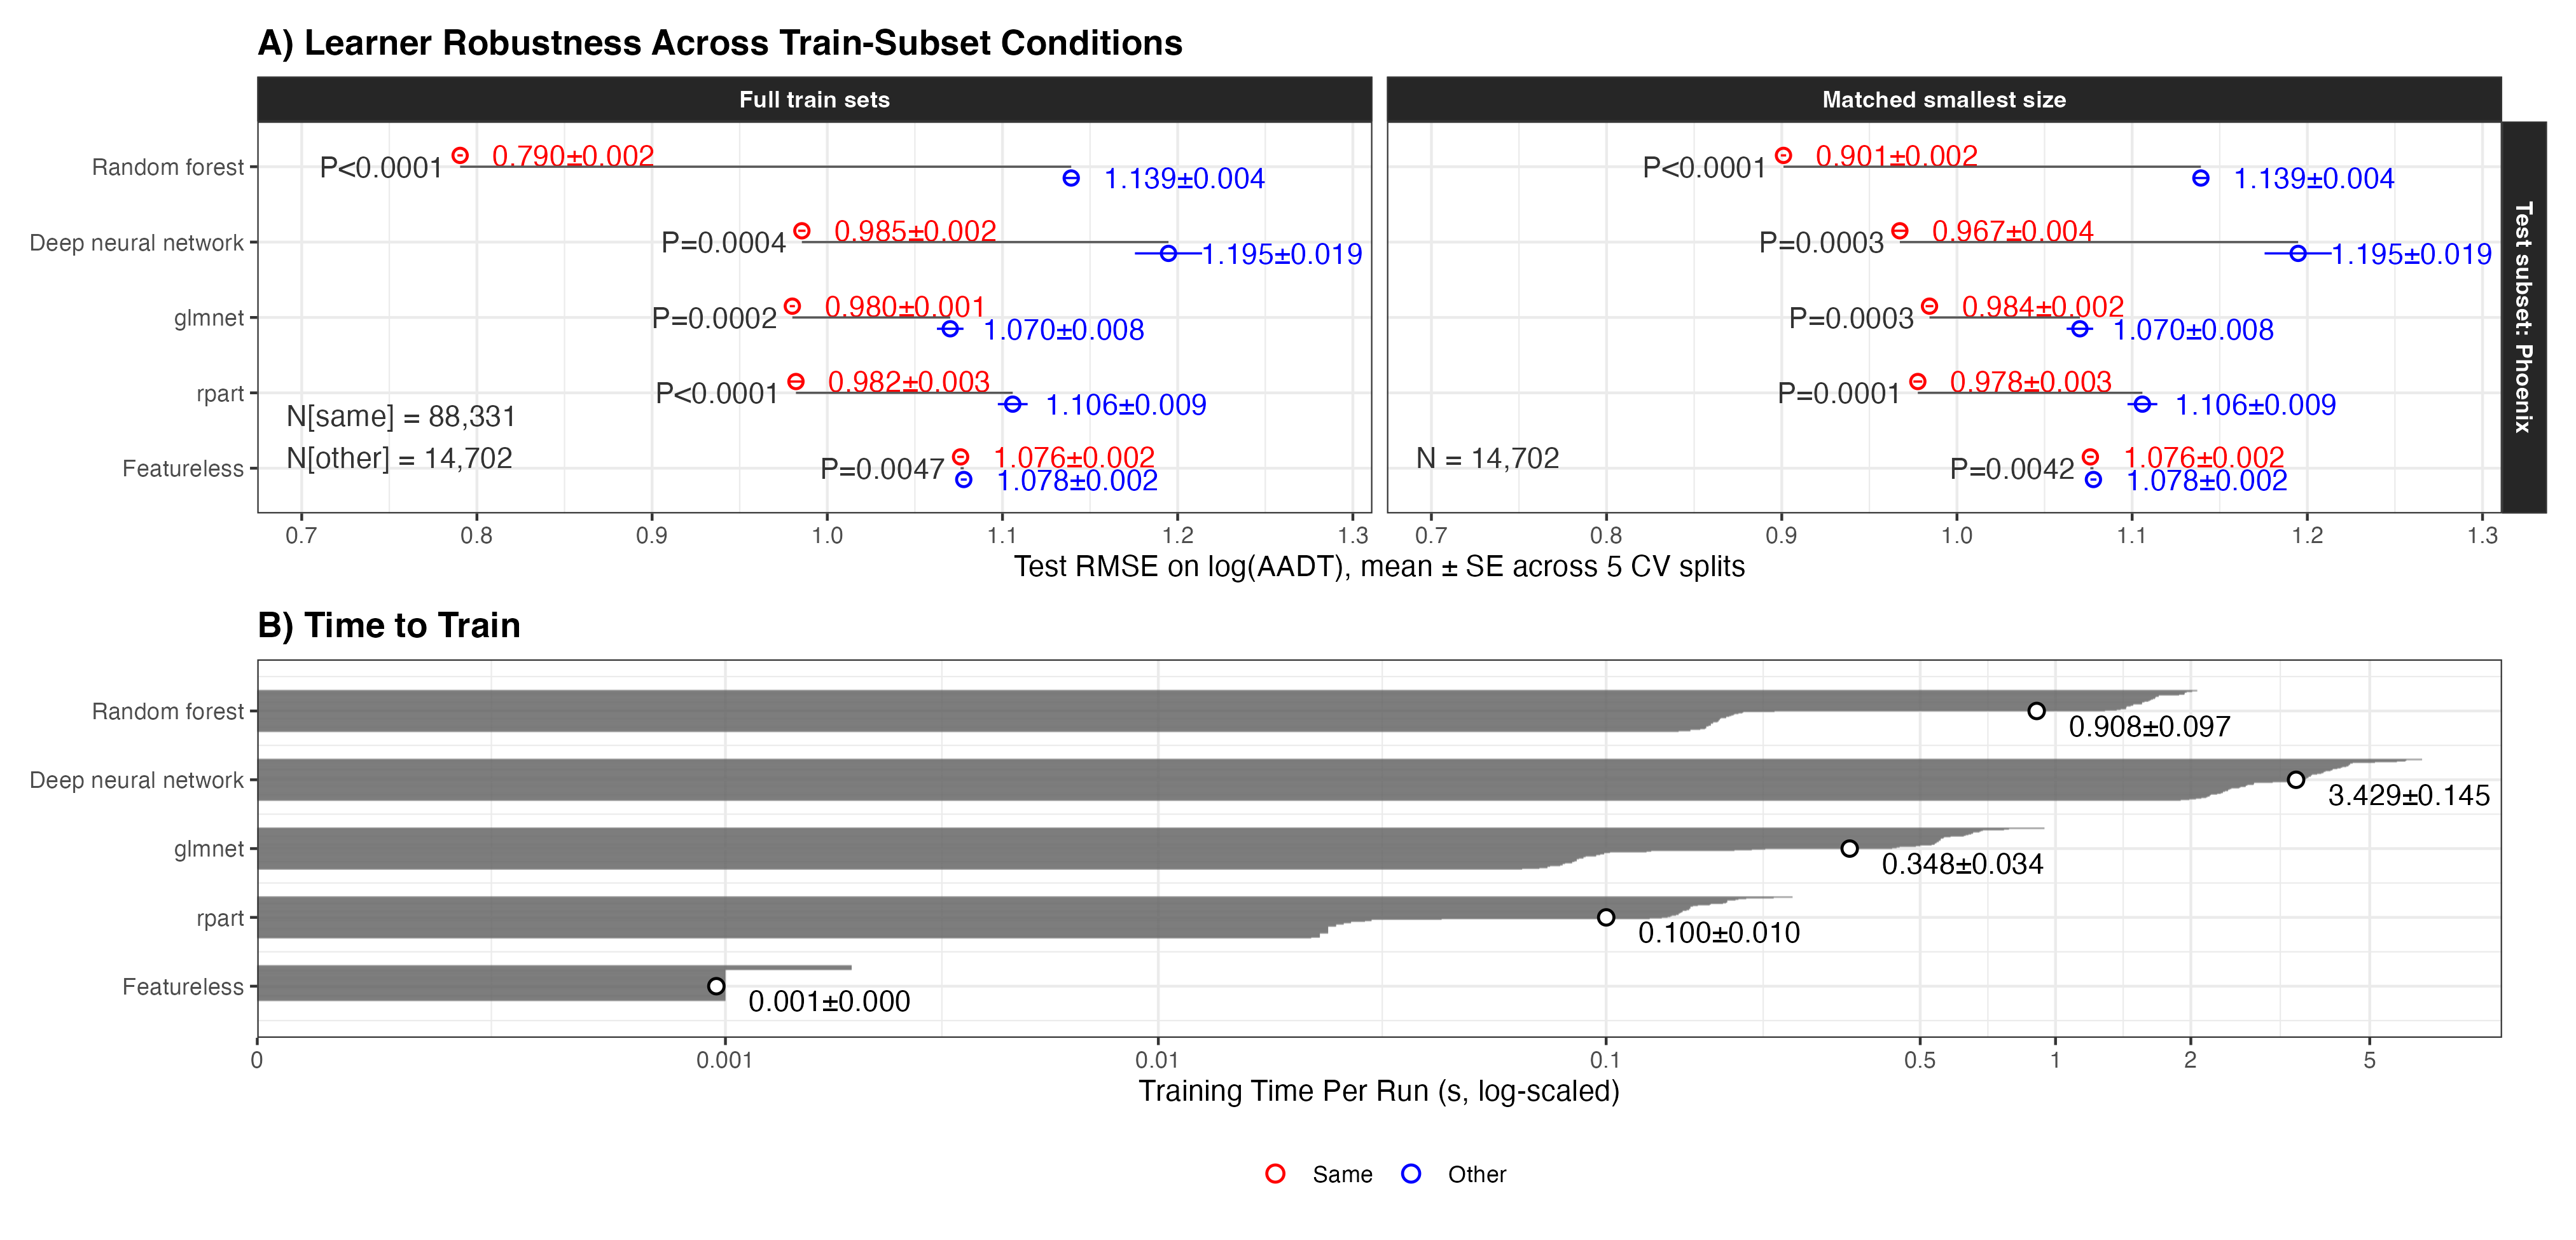 A) Learner Robustness Across Train-Subset Conditions
Full train sets
Matched smallest size
Test subset: Phoenix
Random forest
Deep neural network
glmnet
rpart
Featureless
P<0.0001
0.790±0.002
1.139±0.004
P=0.0004
0.985±0.002
1.195±0.019
P=0.0002
0.980±0.001
1.070±0.008
P<0.0001
0.982±0.003
1.106±0.009
N[same] = 88,331
N[other] = 14,702
P=0.0047
1.076±0.002
1.078±0.002
P<0.0001
0.901±0.002
1.139±0.004
P=0.0003
0.967±0.004
1.195±0.019
P=0.0003
0.984±0.002
1.070±0.008
P=0.0001
0.978±0.003
1.106±0.009
N = 14,702
P=0.0042
1.076±0.002
1.078±0.002
0.7 0.8 0.9 1.0 1.1 1.2 1.3
0.7 0.8 0.9 1.0 1.1 1.2 1.3
Test RMSE on log(AADT), mean ± SE across 5 CV splits
B) Time to Train
Random forest
0.908±0.097
Deep neural network
3.429±0.145
glmnet
0.348±0.034
rpart
0.100±0.010
Featureless
0.001±0.000
0 0.001 0.01 0.1 0.5 1 2 5
Training Time Per Run (s, log-scaled)
Same Other